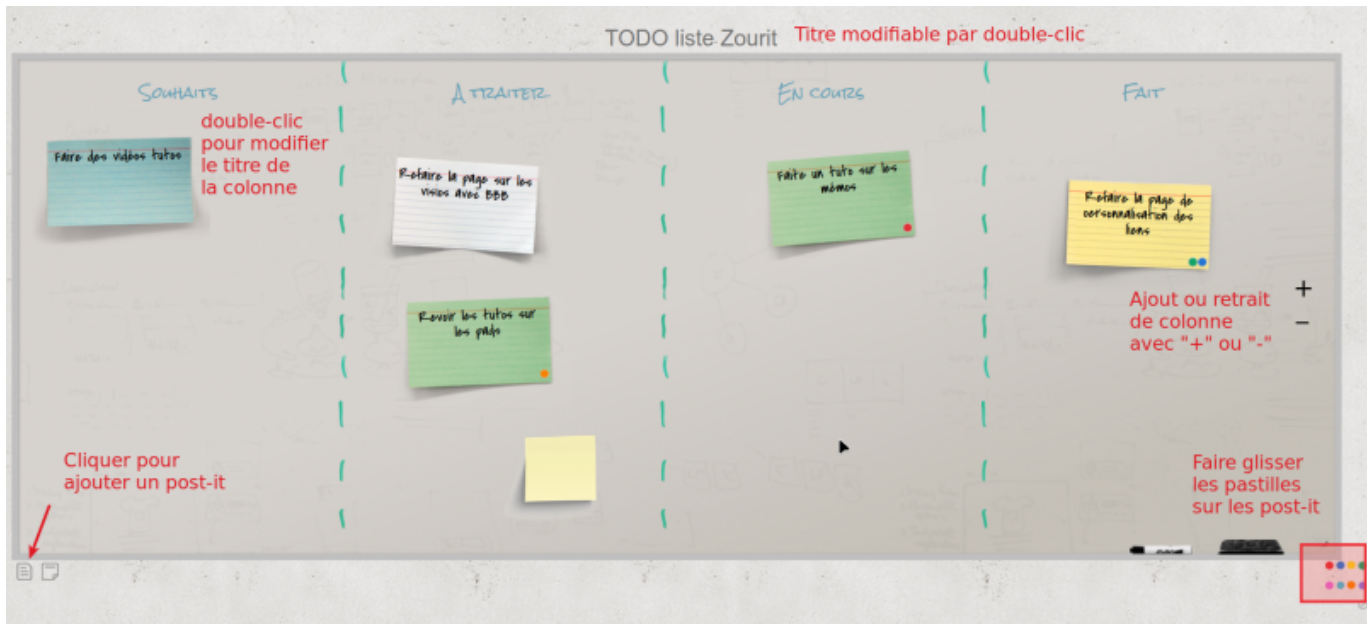 TODO liste Zourit
Titre modifiable par double-clic
SOUHAITS
A TRAITER
EN COURS
FAIT
double-clic
pour modifier
le titre de
la colonne
Faire des vidéos tutos
Refaire la page sur les
visios avec BBB
Faite un tuto sur les
mémos
Refaire la page de
personnalisation des
liens
Revoir les tutos sur
les pads
Ajout ou retrait
de colonne
avec "+" ou "-"
+
–
Cliquer pour
ajouter un post-it
Faire glisser
les pastilles
sur les post-it